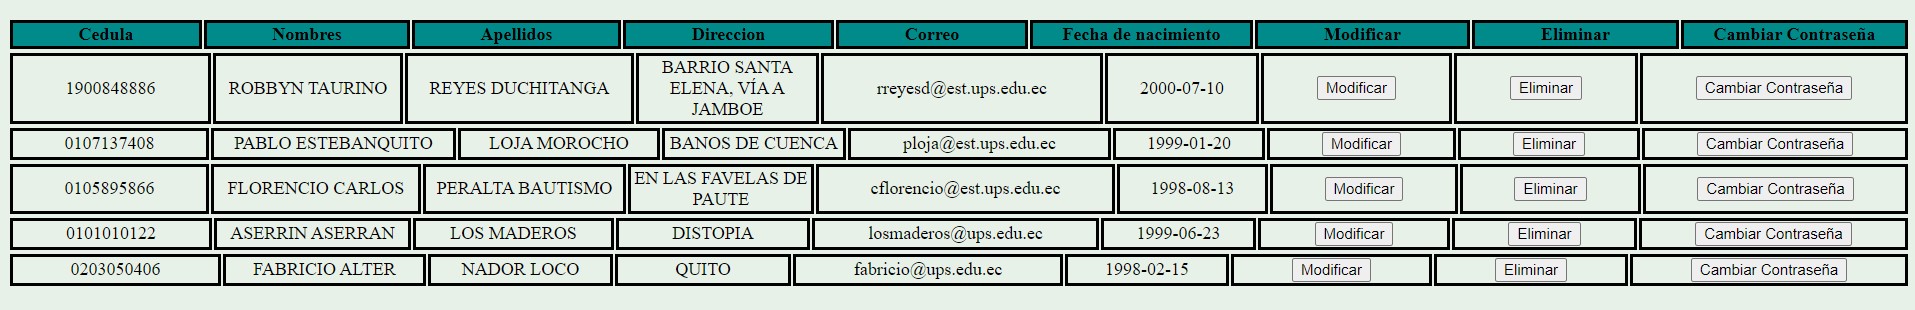 Cedula Nombres Apellidos Direccion Correo Fecha de nacimiento Modificar Eliminar Cambiar Contraseña
1900848886 ROBBYN TAURINO REYES DUCHITANGA BARRIO SANTA ELENA, VÍA A JAMBOE rreyesd@est.ups.edu.ec 2000-07-10 Modificar Eliminar Cambiar Contraseña
0107137408 PABLO ESTEBANQUITO LOJA MOROCHO BANOS DE CUENCA ploja@est.ups.edu.ec 1999-01-20 Modificar Eliminar Cambiar Contraseña
0105895866 FLORENCIO CARLOS PERALTA BAUTISMO EN LAS FAVELAS DE PAUTE cflorencio@est.ups.edu.ec 1998-08-13 Modificar Eliminar Cambiar Contraseña
0101010122 ASERRIN ASERRAN LOS MADEROS DISTOPIA losmaderos@ups.edu.ec 1999-06-23 Modificar Eliminar Cambiar Contraseña
0203050406 FABRICIO ALTER NADOR LOCO QUITO fabricio@ups.edu.ec 1998-02-15 Modificar Eliminar Cambiar Contraseña